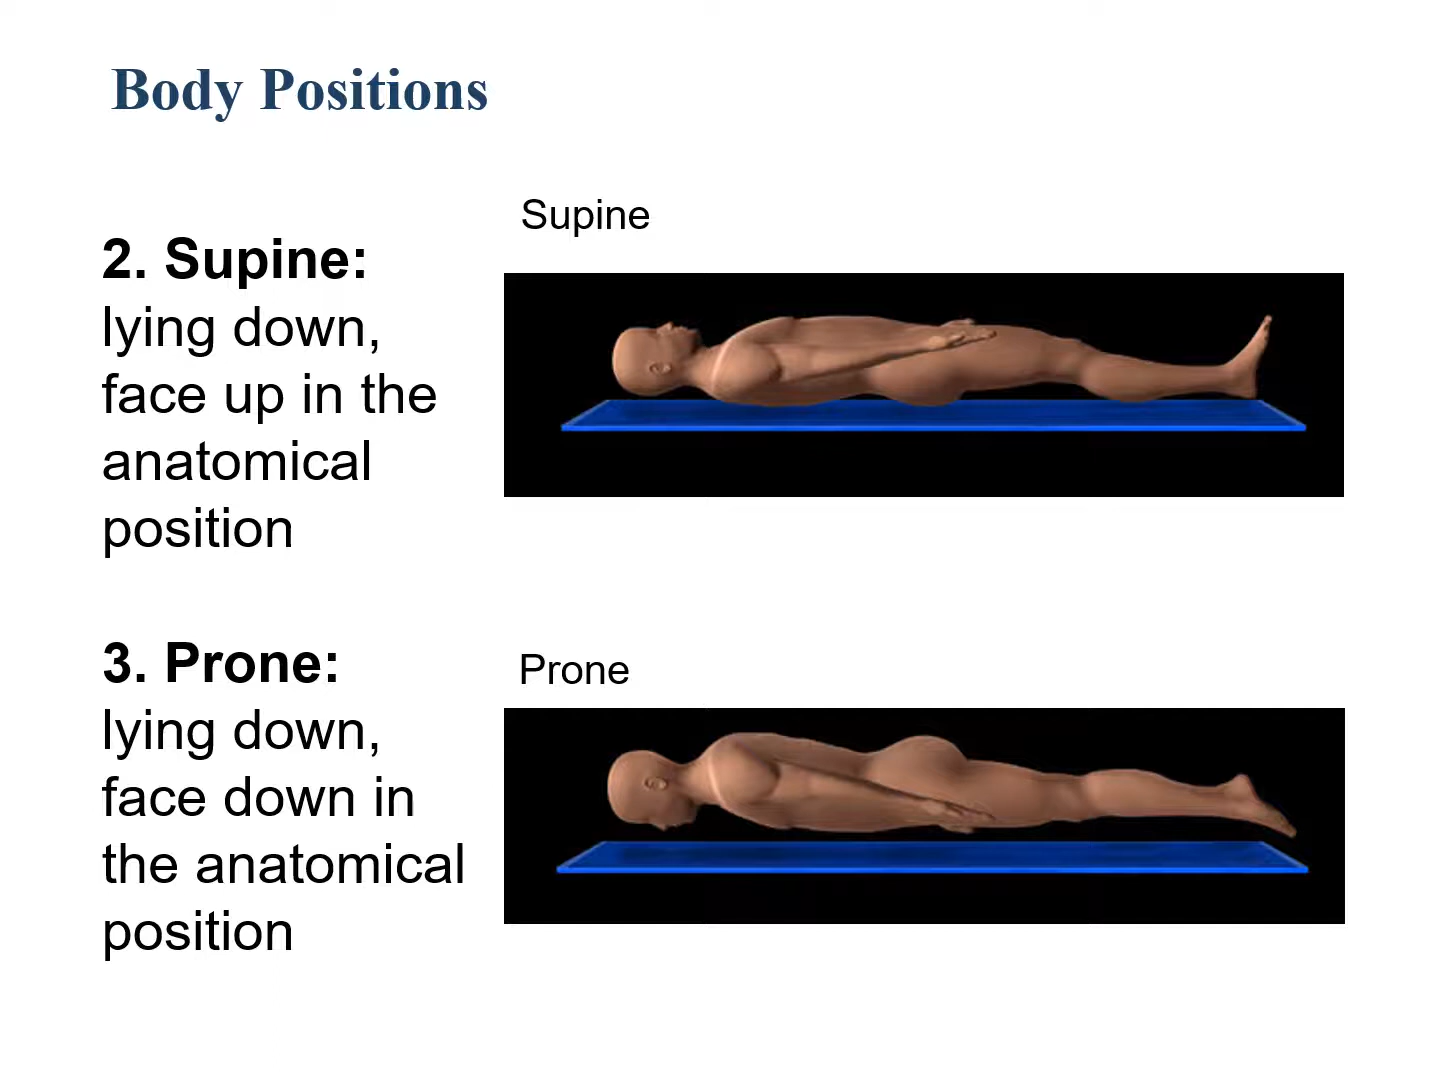 Body Positions
Supine
2. Supine:
lying down,
face up in the
anatomical
position
3. Prone:
Prone
lying down,
face down in
the anatomical
position